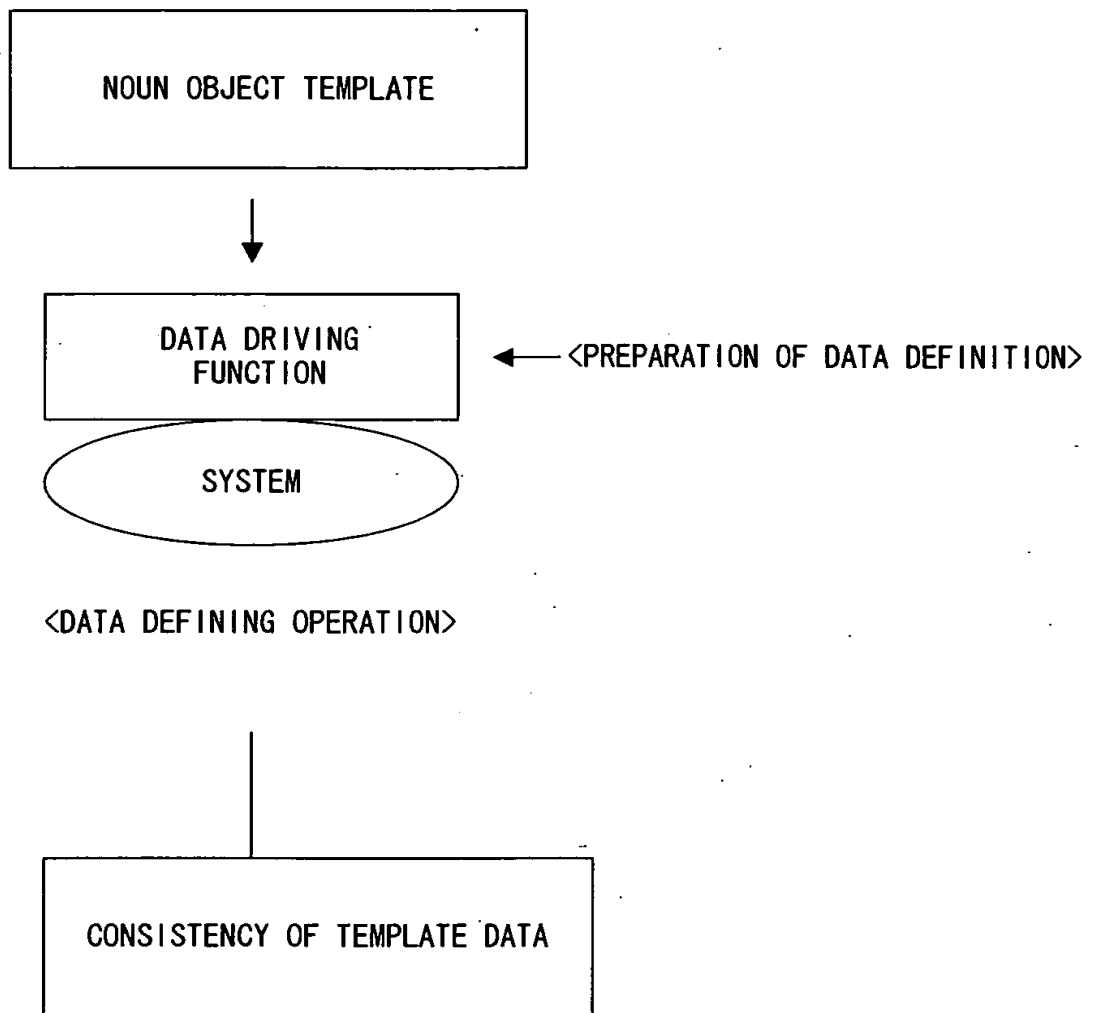 NOUN OBJECT TEMPLATE
DATA DRIVING
FUNCTION
<PREPARATION OF DATA DEFINITION>
SYSTEM
<DATA DEFINING OPERATION>
CONSISTENCY OF TEMPLATE DATA